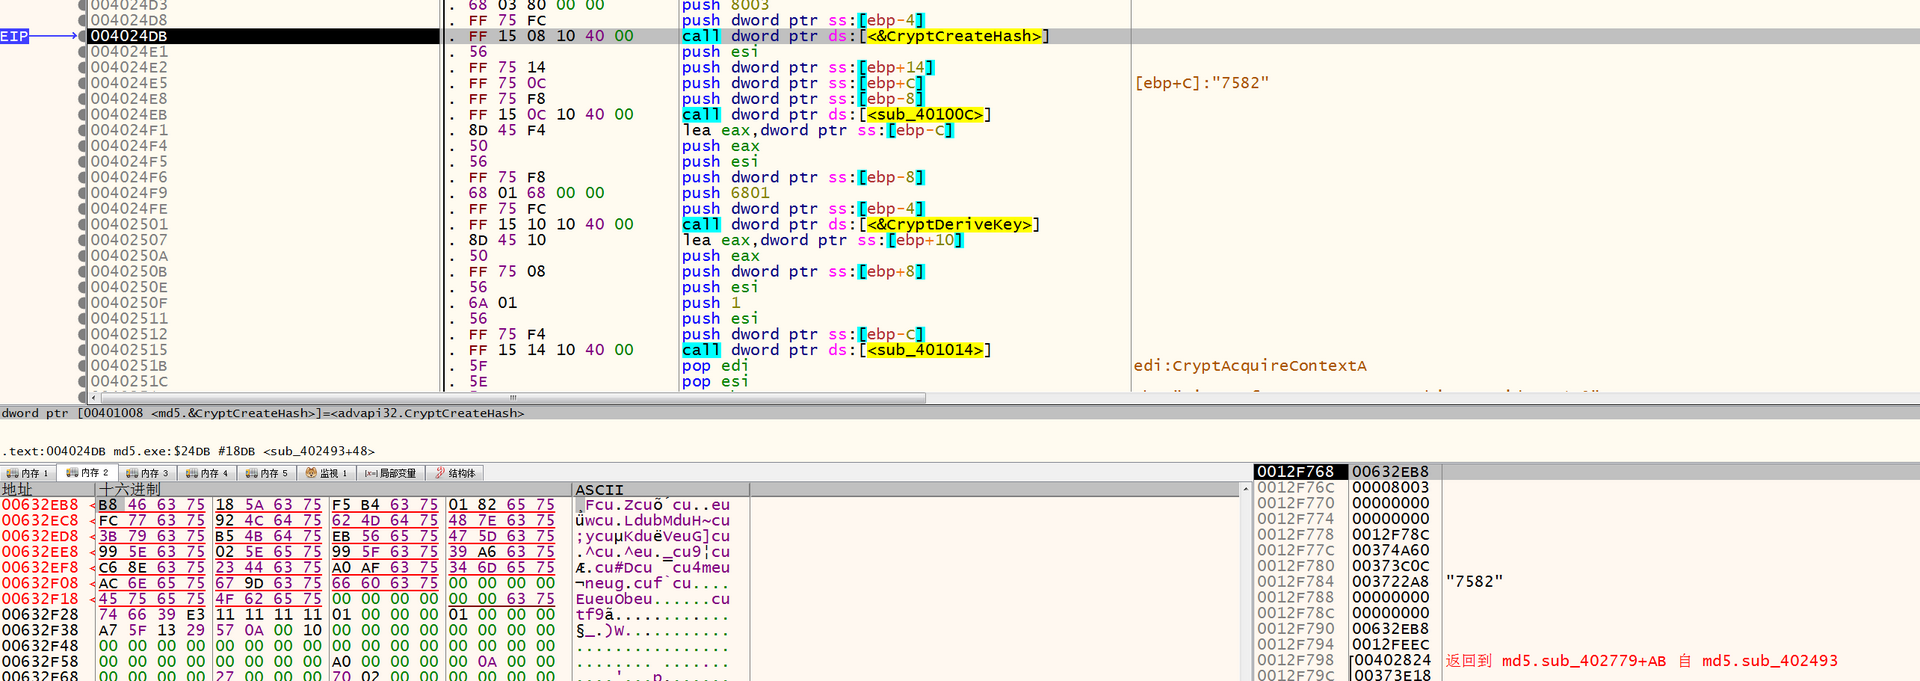 004024D3 . 68 03 80 00 00 push 8003
004024D8 . FF 75 FC push dword ptr ss:[ebp-4]
EIP 004024DB . FF 15 08 10 40 00 call dword ptr ds:[<&CryptCreateHash>]
004024E1 . 56 push esi
004024E2 . FF 75 14 push dword ptr ss:[ebp+14]
004024E5 . FF 75 0C push dword ptr ss:[ebp+C] [ebp+C]:"7582"
004024E8 . FF 75 F8 push dword ptr ss:[ebp-8]
004024EB . FF 15 0C 10 40 00 call dword ptr ds:[<sub_40100C>]
004024F1 . 8D 45 F4 lea eax,dword ptr ss:[ebp-C]
004024F4 . 50 push eax
004024F5 . 56 push esi
004024F6 . FF 75 F8 push dword ptr ss:[ebp-8]
004024F9 . 68 01 68 00 00 push 6801
004024FE . FF 75 FC push dword ptr ss:[ebp-4]
00402501 . FF 15 10 10 40 00 call dword ptr ds:[<&CryptDeriveKey>]
00402507 . 8D 45 10 lea eax,dword ptr ss:[ebp+10]
0040250A . 50 push eax
0040250B . FF 75 08 push dword ptr ss:[ebp+8]
0040250E . 56 push esi
0040250F . 6A 01 push 1
00402511 . 56 push esi
00402512 . FF 75 F4 push dword ptr ss:[ebp-C]
00402515 . FF 15 14 10 40 00 call dword ptr ds:[<sub_401014>]
0040251B . 5F pop edi edi:CryptAcquireContextA
0040251C . 5E pop esi
dword ptr [00401008 <md5.&CryptCreateHash>]=<advapi32.CryptCreateHash>
.text:004024DB md5.exe:$24DB #18DB <sub_402493+48>
内存 1 内存 2 内存 3 内存 4 内存 5 监视 1 [x=] 局部变量 结构体
地址 十六进制 ASCII
00632EB8 B8 46 63 75 18 5A 63 75 F5 B4 63 75 01 82 65 75 ¸Fcu.Zcuõ´cu..eu
00632EC8 FC 77 63 75 92 4C 64 75 62 4D 64 75 48 7E 63 75 üwcu.LdubMduH~cu
00632ED8 3B 79 63 75 B5 4B 64 75 EB 56 65 75 47 5D 63 75 ;ycuµKduëVeuG]cu
00632EE8 99 5E 63 75 02 5E 65 75 99 5F 63 75 39 A6 63 75 .^cu.^eu._cu9¦cu
00632EF8 C6 8E 63 75 23 44 63 75 A0 AF 63 75 34 6D 65 75 Æ.cu#Dcu ¯cu4meu
00632F08 AC 6E 65 75 67 9D 63 75 66 60 63 75 00 00 00 00 ¬neug.cuf`cu....
00632F18 45 75 65 75 4F 62 65 75 00 00 00 00 00 00 63 75 EueuObeu......cu
00632F28 74 66 39 E3 11 11 11 11 01 00 00 00 01 00 00 00 tf9ã............
00632F38 A7 5F 13 29 57 0A 00 10 00 00 00 00 00 00 00 00 §_.)W...........
00632F48 00 00 00 00 00 00 00 00 00 00 00 00 00 00 00 00 ................
00632F58 00 00 00 00 00 00 00 00 A0 00 00 00 00 0A 00 00 ........ .......
00632F68 00 00 00 00 27 00 00 00 70 02 00 00 00 00 00 00 ....'...p.......
0012F768 00632EB8
0012F76C 00008003
0012F770 00000000
0012F774 00000000
0012F778 0012F78C
0012F77C 00374A60
0012F780 00373C0C
0012F784 003722A8 "7582"
0012F788 00000000
0012F78C 00000000
0012F790 00632EB8
0012F794 0012FEEC
0012F798 [00402824 返回到 md5.sub_402779+AB 自 md5.sub_402493
0012F79C 00373E18